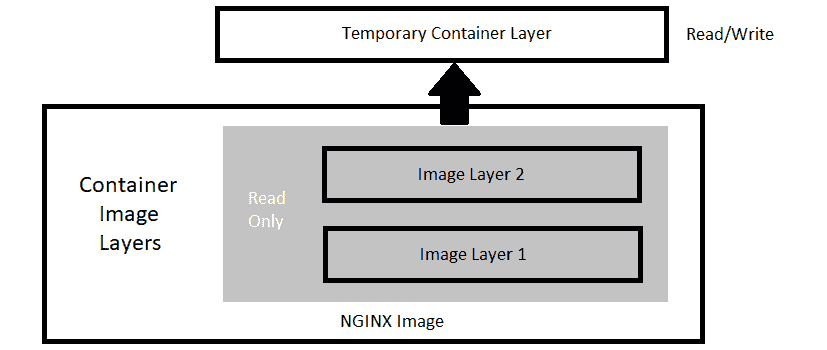 Temporary Container Layer
Read/Write
Container
Image
Layers
Read
Only
Image Layer 2
Image Layer 1
NGINX Image